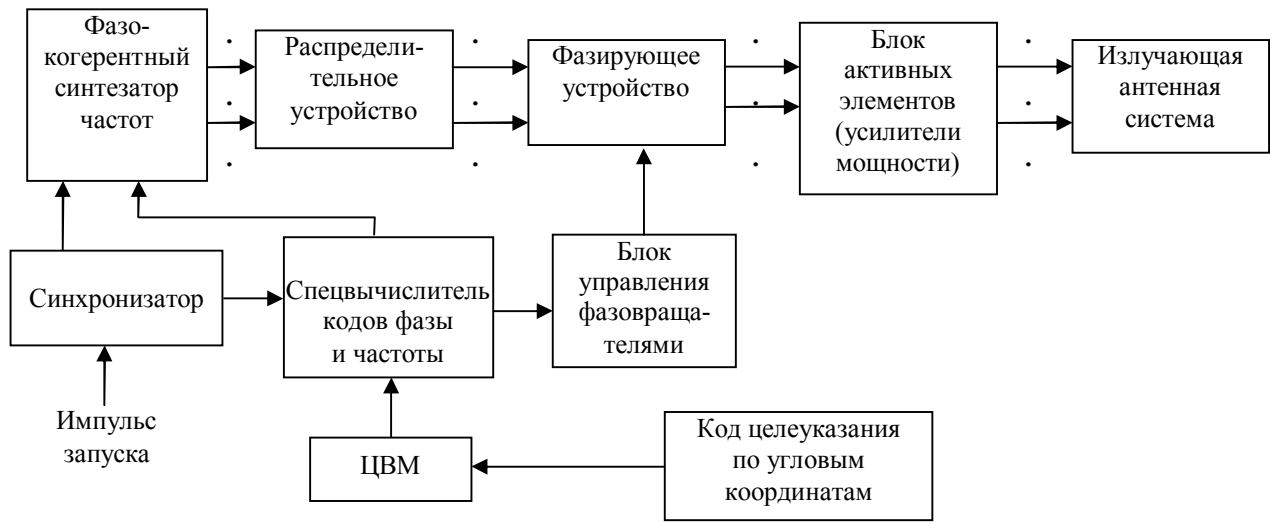 Фазо-
когерентный
синтезатор
частот
Распредели-
тельное
устройство
Фазирующее
устройство
Блок
активных
элементов
(усилители
мощности)
Излучающая
антенная
система
Синхронизатор
Спецвычислитель
кодов фазы
и частоты
Блок
управления
фазовраща-
телями
Импульс
запуска
ЦВМ
Код целеуказания
по угловым
координатам